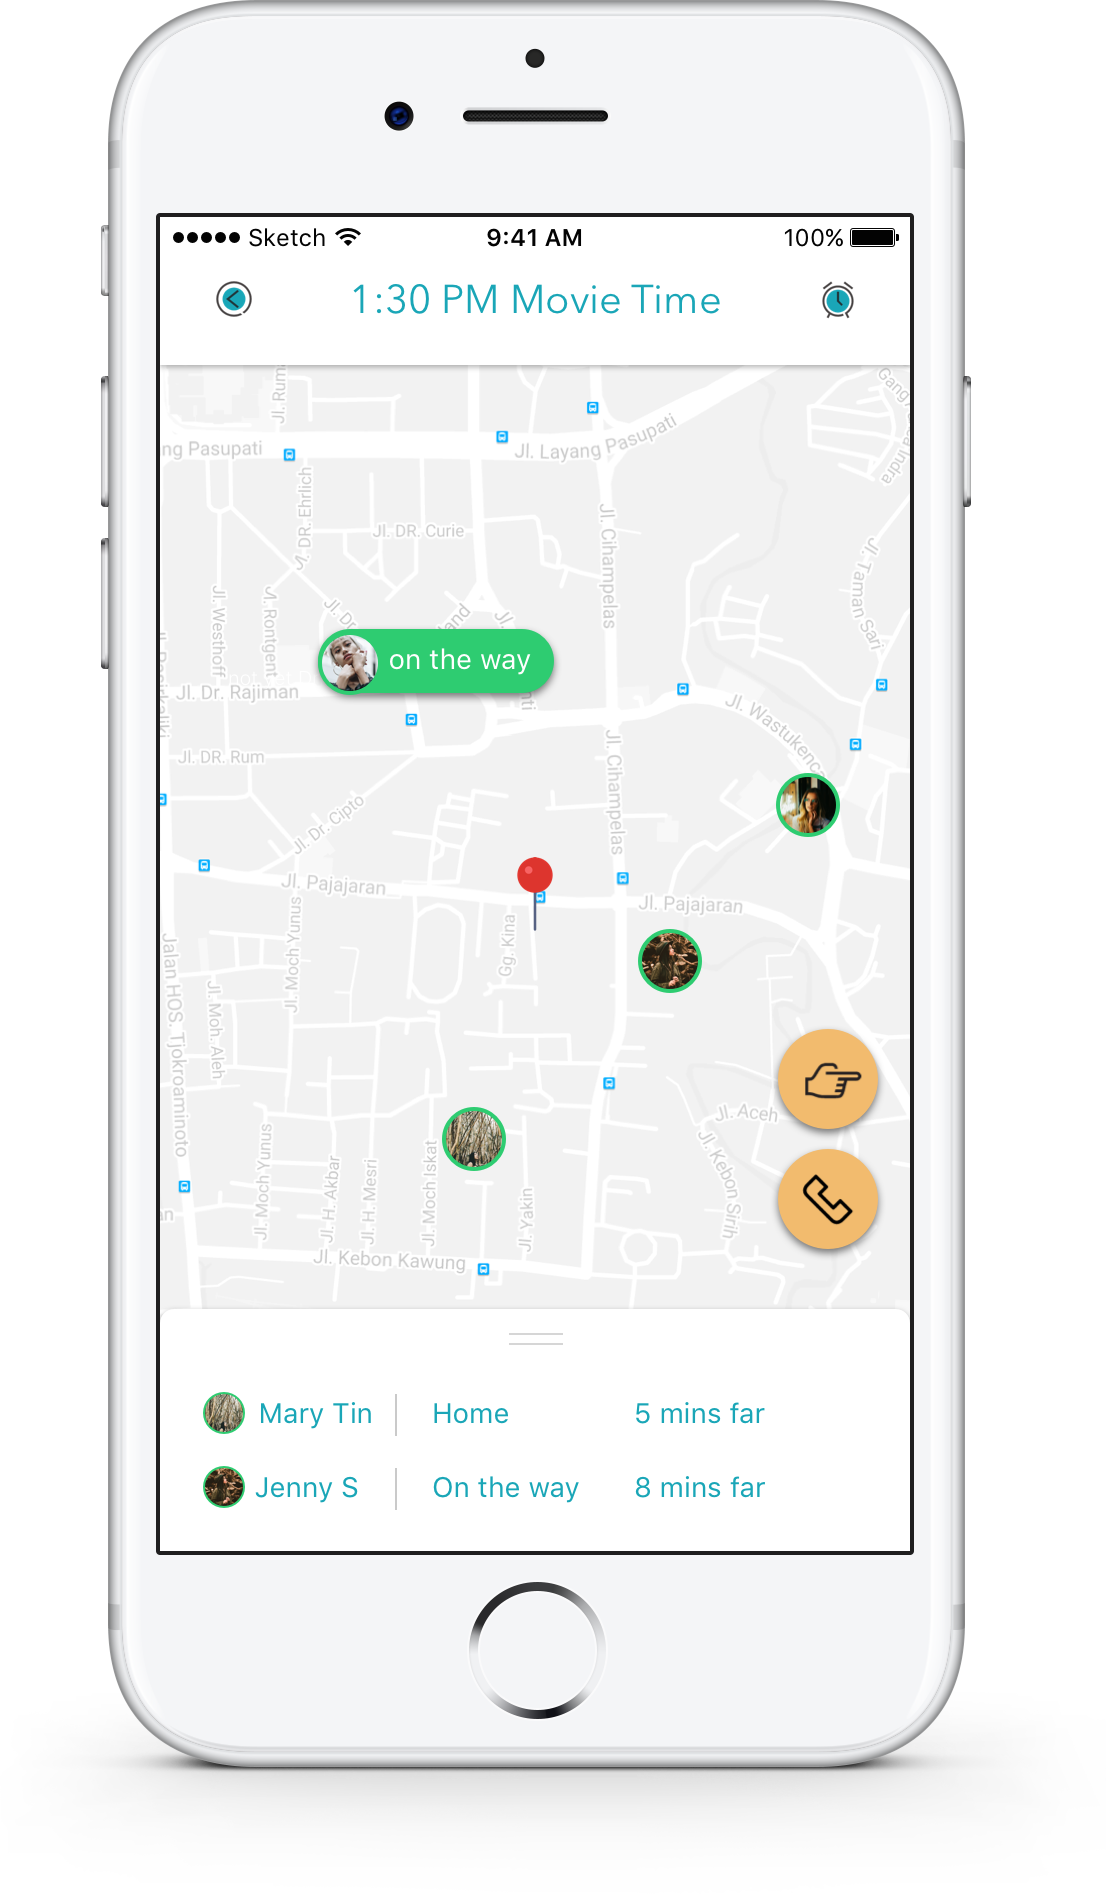 Sketch 9:41 AM 100%
1:30 PM Movie Time
Jl. Rum
Gang
Indra
ng Pasupati
Jl. Layang Pasupati
Jl. DR. Ehrlich
Jl. DR. Curie
Jl. Cihampelas
Jl. Taman Sari
Jl. Westhoff
Jl. Rontgent
Jl. Dr.
on the way
Jl. Dr. Rajiman
Jl. Wastukenca
Jl. DR. Rum
Jl. Cihampelas
Jl. Dr. Cipto
Jl. Pajajaran
Jl. Pajajaran
Jl. Moch Yunus
Gg. Kina
Jalan HOS. Tjokroaminoto
Jl. Moh. Aleh
Jl. Aceh
Jl. Kebon Sirih
Jl. Moch Yunus
Jl. H. Akbar
Jl. H. Mesri
Jl. Moch.Iskat
Jl. Yakin
Jl. Kebon Kawung
Mary Tin Home 5 mins far
Jenny S On the way 8 mins far